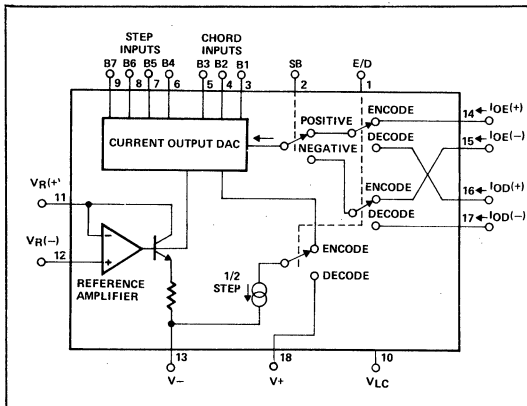 STEP INPUTS
CHORD INPUTS
B7 B6 B5 B4 B3 B2 B1 SB E/D
9 8 7 6 5 4 3 2 1
POSITIVE
ENCODE
14 IOE(+)
DECODE
15 IOE(-)
CURRENT OUTPUT DAC
NEGATIVE
ENCODE
16 IOD(+)
DECODE
17 IOD(-)
VR(+)
11
VR(-)
12
REFERENCE
AMPLIFIER
1/2
STEP
ENCODE
DECODE
13 18 10
V- V+ VLC